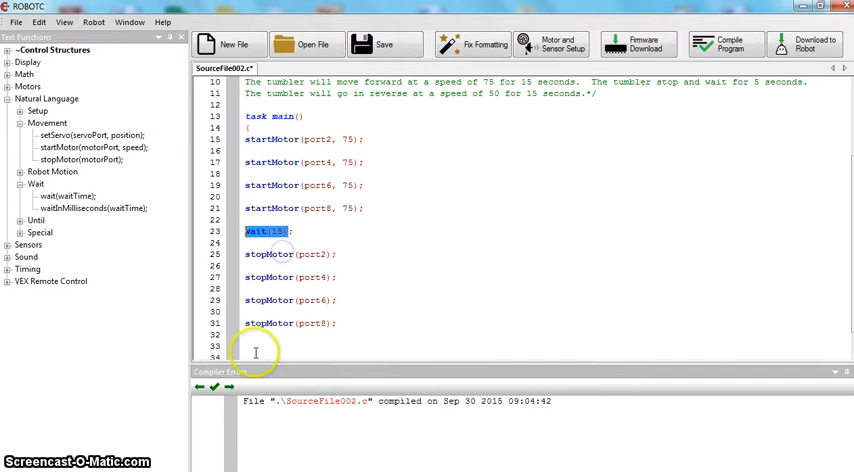 ROBOTC
File Edit View Robot Window Help
Text Functions
New File
Open File
Save
Fix Formatting
Motor and
Sensor Setup
Firmware
Download
Compile
Program
Download to
Robot
~Control Structures
Display
Math
Motors
Natural Language
Setup
Movement
setServo(servoPort, position);
startMotor(motorPort, speed);
stopMotor(motorPort);
Robot Motion
Wait
wait(waitTime);
waitInMilliseconds(waitTime);
Until
Special
Sensors
Sound
Timing
VEX Remote Control
SourceFile002.c*
10 The tumbler will move forward at a speed of 75 for 15 seconds. The tumbler stop and wait for 5 seconds.
11 The tumbler will go in reverse at a speed of 50 for 15 seconds.*/
12
13 task main()
14 {
15 startMotor(port2, 75);
16
17 startMotor(port4, 75);
18
19 startMotor(port6, 75);
20
21 startMotor(port8, 75);
22
23 wait(15);
24
25 stopMotor(port2);
26
27 stopMotor(port4);
28
29 stopMotor(port6);
30
31 stopMotor(port8);
32
33
34
Compiler Errors
File ".\SourceFile002.c" compiled on Sep 30 2015 09:04:42
Screencast-O-Matic.com